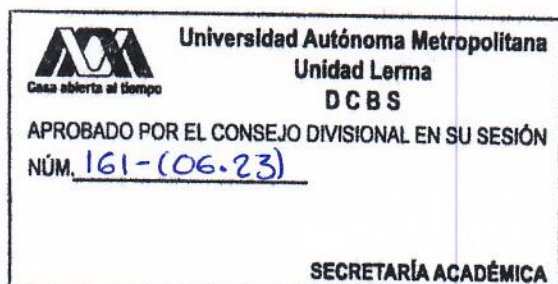 Universidad Autónoma Metropolitana
Unidad Lerma
D C B S
Casa abierta al tiempo
APROBADO POR EL CONSEJO DIVISIONAL EN SU SESIÓN
NÚM. 161-(06.23)
SECRETARÍA ACADÉMICA